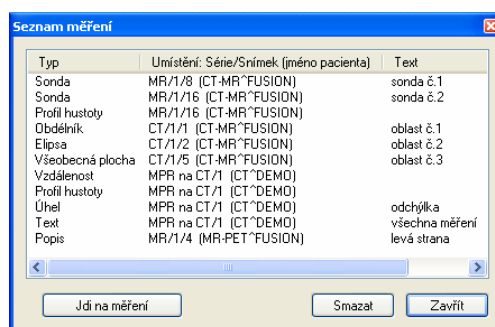 Seznam měření
Typ Umístění: Série/Snímek (jméno pacienta) Text
Sonda MR/1/8 (CT-MR^FUSION) sonda č.1
Sonda MR/1/16 (CT-MR^FUSION) sonda č.2
Profil hustoty MR/1/16 (CT-MR^FUSION)
Obdélník CT/1/1 (CT-MR^FUSION) oblast č.1
Elipsa CT/1/2 (CT-MR^FUSION) oblast č.2
Všeobecná plocha CT/1/5 (CT-MR^FUSION) oblast č.3
Vzdálenost MPR na CT/1 (CT^DEMO)
Profil hustoty MPR na CT/1 (CT^DEMO)
Úhel MPR na CT/1 (CT^DEMO) odchýlka
Text MPR na CT/1 (CT^DEMO) všechna měření
Popis MR/1/4 (MR-PET^FUSION) levá strana
Jdi na měření Smazat Zavřít